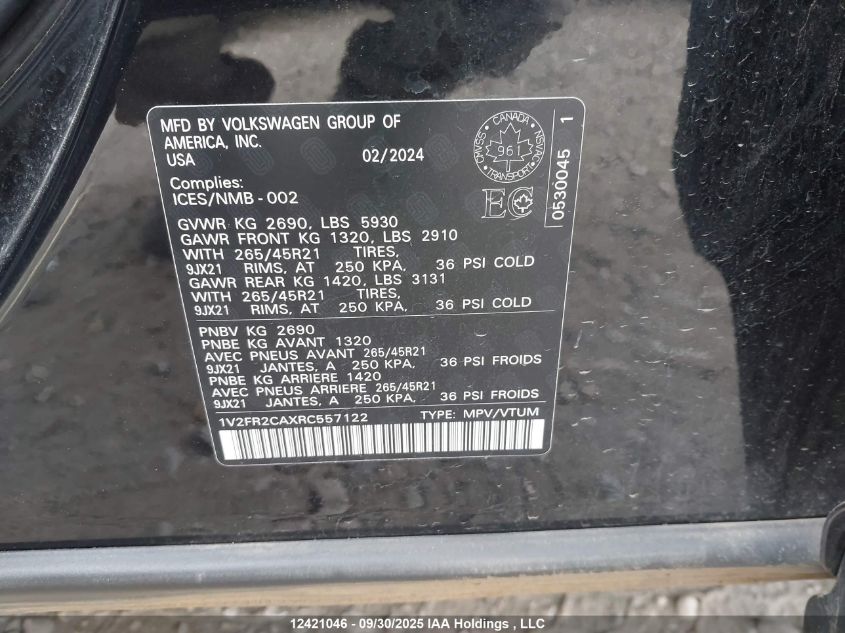 MFD BY VOLKSWAGEN GROUP OF
AMERICA, INC.
USA 02/2024
CANADA
CMVSS NSVAC
961
TRANSPORT
Complies:
ICES/NMB - 002
EC
0530045 1
GVWR KG 2690, LBS 5930
GAWR FRONT KG 1320, LBS 2910
WITH 265/45R21 TIRES,
9JX21 RIMS, AT 250 KPA, 36 PSI COLD
GAWR REAR KG 1420, LBS 3131
WITH 265/45R21 TIRES,
9JX21 RIMS, AT 250 KPA, 36 PSI COLD
PNBV KG 2690
PNBE KG AVANT 1320
AVEC PNEUS AVANT 265/45R21
9JX21 JANTES, A 250 KPA, 36 PSI FROIDS
PNBE KG ARRIERE 1420
AVEC PNEUS ARRIERE 265/45R21
9JX21 JANTES, A 250 KPA, 36 PSI FROIDS
1V2FR2CAXRC557122 TYPE: MPV/VTUM
12421046 - 09/30/2025 IAA Holdings , LLC